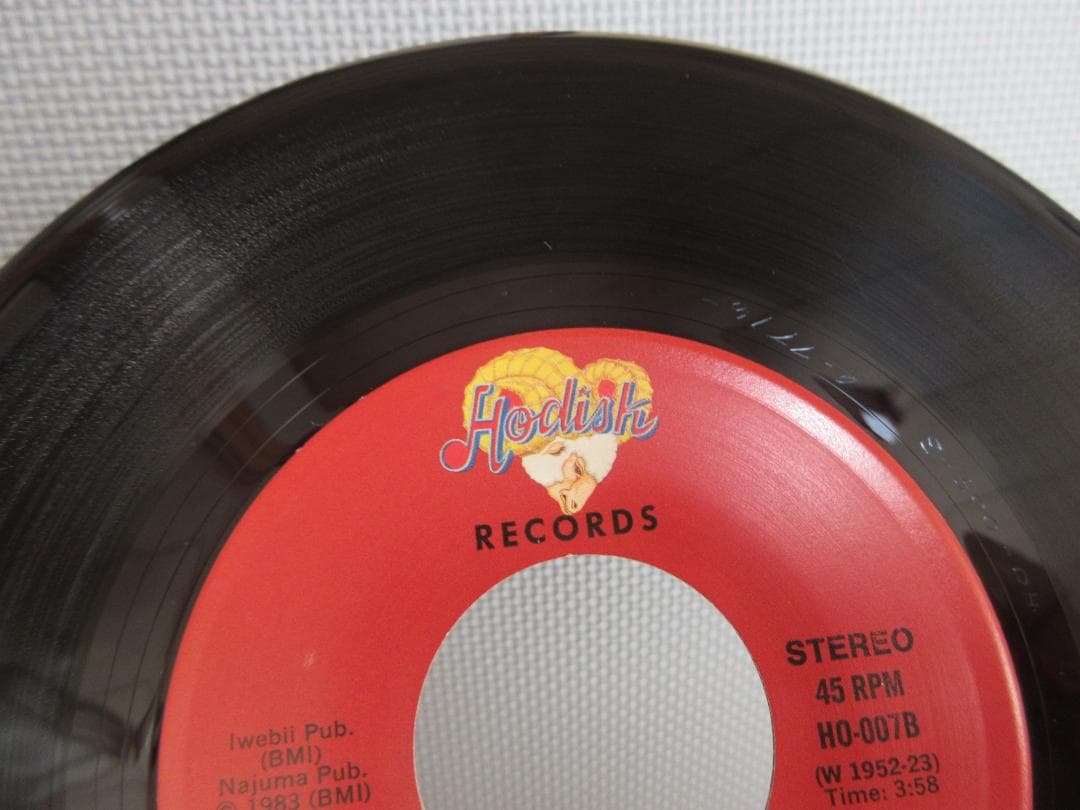 Hodish
RECORDS
STEREO
45 RPM
HO-007B
(W 1952-23)
Time: 3:58
Iwebii Pub.
(BMI)
Najuma Pub.
© 1983 (BMI)